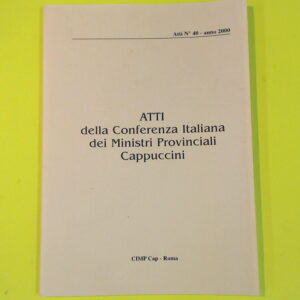 Atti N° 40 - anno 2000
ATTI
della Conferenza Italiana
dei Ministri Provinciali
Cappuccini
CIMP Cap - Roma